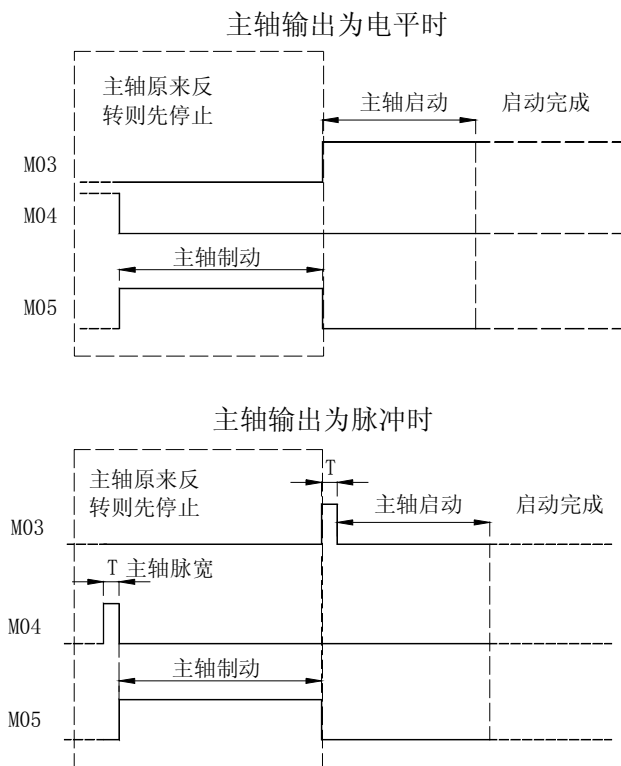 主轴输出为电平时
主轴原来反
转则先停止
主轴启动
启动完成
M03
M04
主轴制动
M05
主轴输出为脉冲时
主轴原来反
转则先停止
T
主轴启动
启动完成
M03
T 主轴脉宽
M04
主轴制动
M05